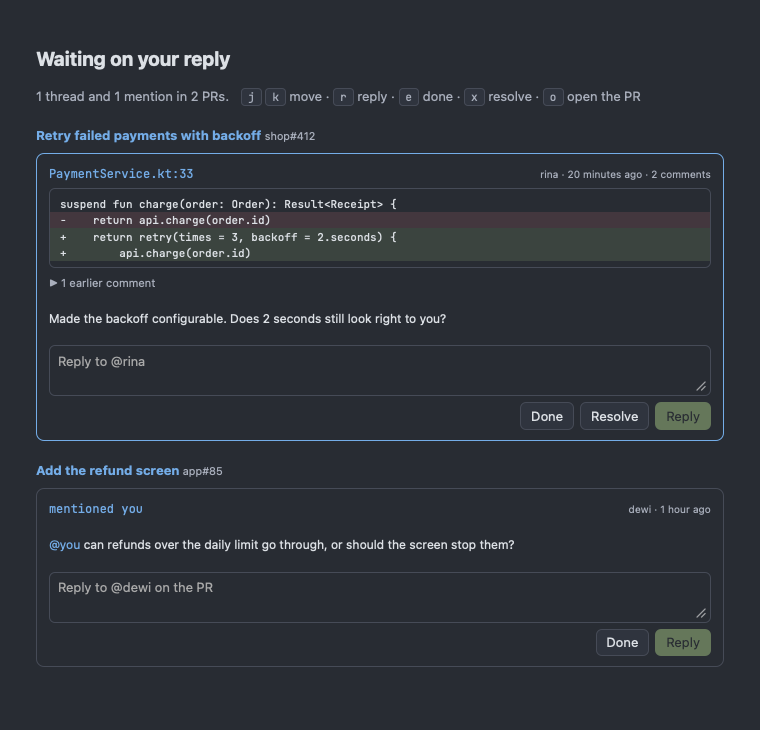 Waiting on your reply
1 thread and 1 mention in 2 PRs. j k move · r reply · e done · x resolve · o open the PR
Retry failed payments with backoff shop#412
PaymentService.kt:33 rina · 20 minutes ago · 2 comments
suspend fun charge(order: Order): Result<Receipt> {
-    return api.charge(order.id)
+    return retry(times = 3, backoff = 2.seconds) {
+        api.charge(order.id)
1 earlier comment
Made the backoff configurable. Does 2 seconds still look right to you?
Reply to @rina
Done Resolve Reply
Add the refund screen app#85
mentioned you dewi · 1 hour ago
@you can refunds over the daily limit go through, or should the screen stop them?
Reply to @dewi on the PR
Done Reply